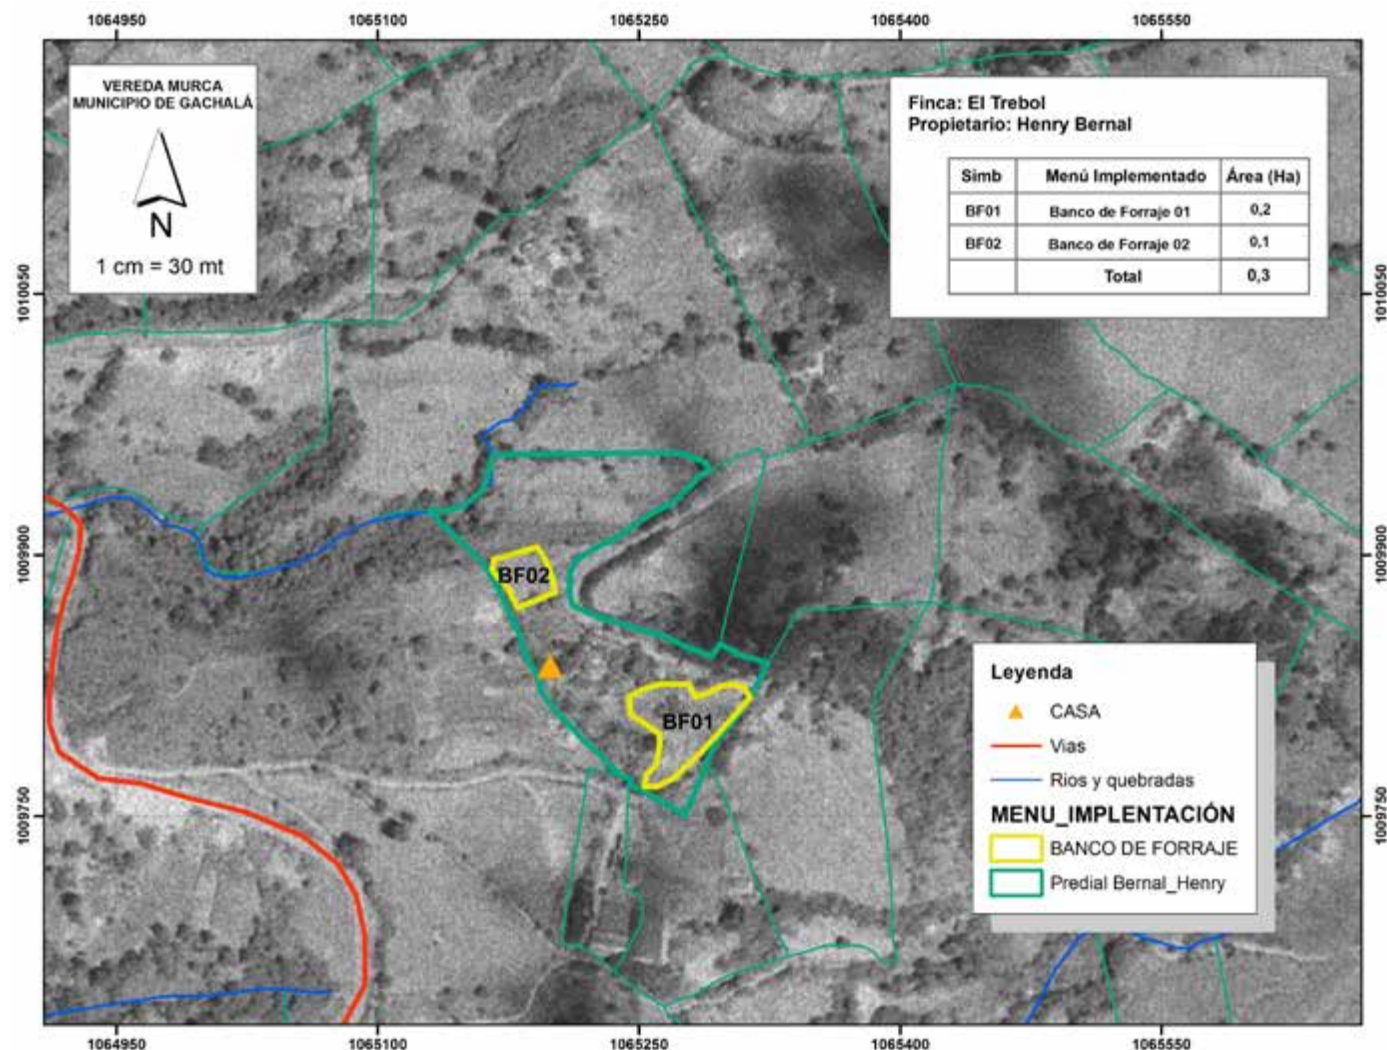 1064950 1065100 1065250 1065400 1065550
VEREDA MURCA
MUNICIPIO DE GACHALÁ
N
1 cm = 30 mt
Finca: El Trebol
Propietario: Henry Bernal
Simb Menú Implementado Área (Ha)
BF01 Banco de Forraje 01 0,2
BF02 Banco de Forraje 02 0,1
Total 0,3
1010050 1010050
1009900 1009900
BF02
BF01
1009750 1009750
Leyenda
CASA
Vias
Rios y quebradas
MENU_IMPLENTACIÓN
BANCO DE FORRAJE
Predial Bernal_Henry
1064950 1065100 1065250 1065400 1065550